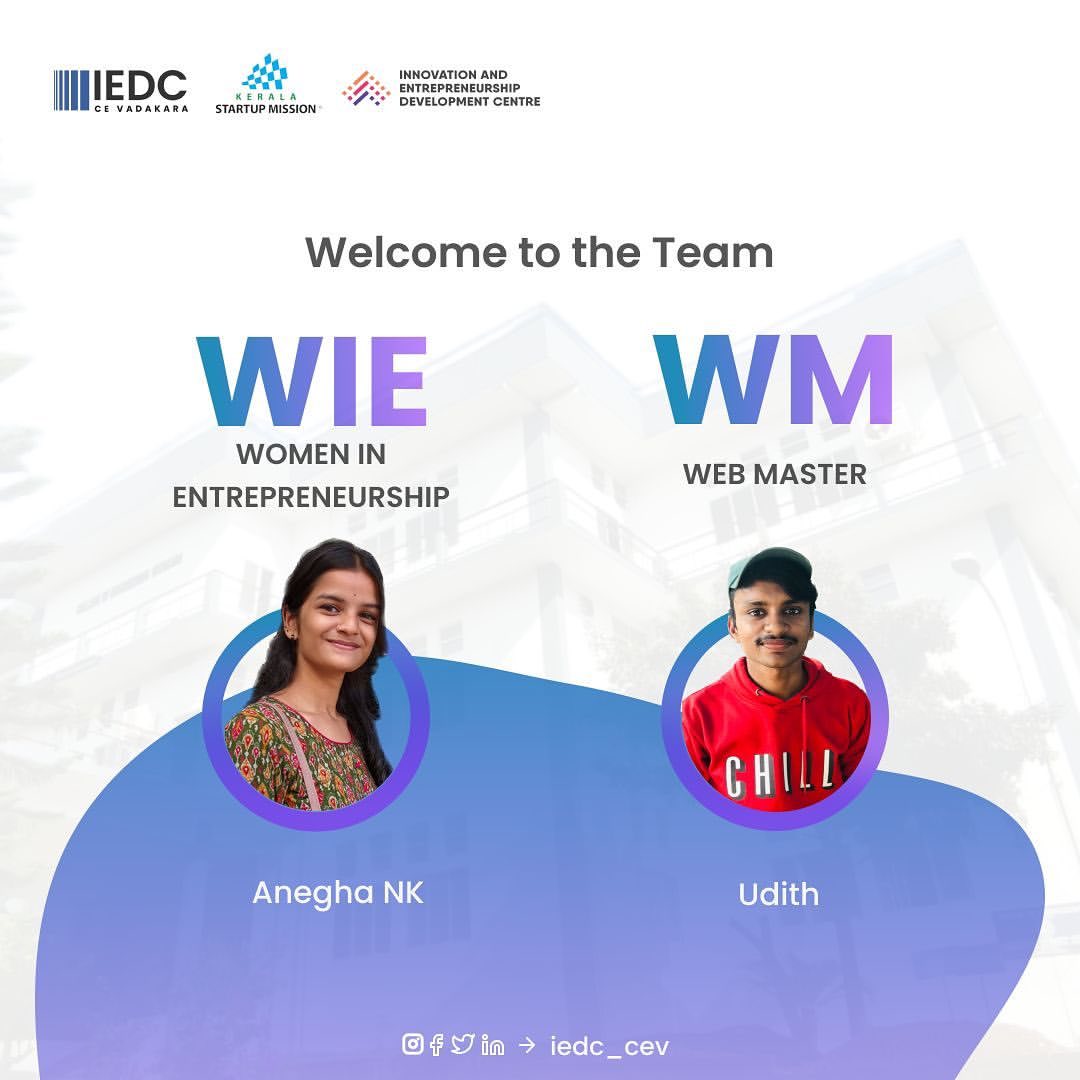 IEDC
CE VADAKARA
KERALA
STARTUP MISSION
INNOVATION AND
ENTREPRENEURSHIP
DEVELOPMENT CENTRE
Welcome to the Team
WIE
WOMEN IN
ENTREPRENEURSHIP
WM
WEB MASTER
CHILL
Anegha NK
Udith
iedc_cev